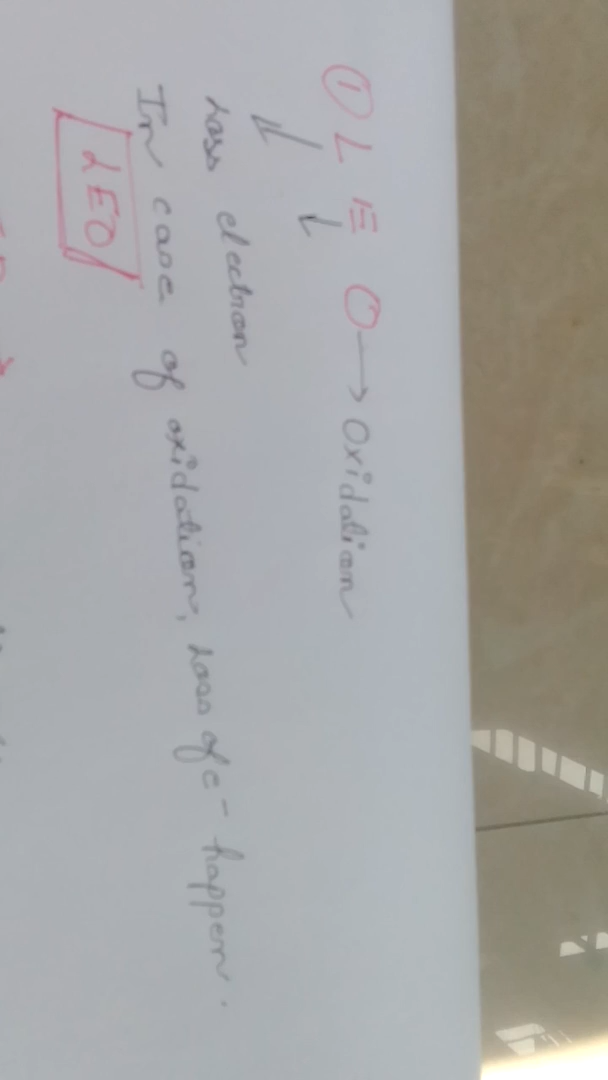 ① L E O → Oxidation
Loss electron
In case of oxidation, Loss of e- happen.
LEO